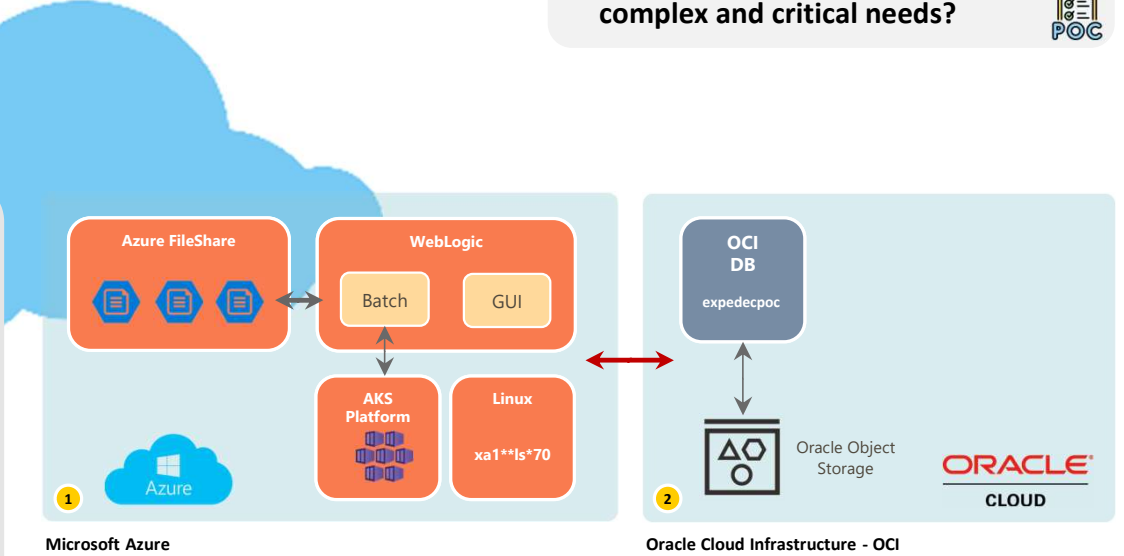 complex and critical needs?
POC
Azure FileShare
WebLogic
Batch
GUI
AKS
Platform
Linux
xa1**ls*70
Azure
1
Microsoft Azure
OCI
DB
expedecpoc
Oracle Object
Storage
ORACLE
CLOUD
2
Oracle Cloud Infrastructure - OCI